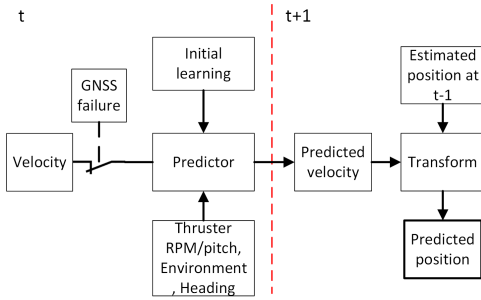 t
t+1
Initial
learning
Estimated
position at
t-1
GNSS
failure
Velocity
Predictor
Predicted
velocity
Transform
Thruster
RPM/pitch,
Environment
, Heading
Predicted
position